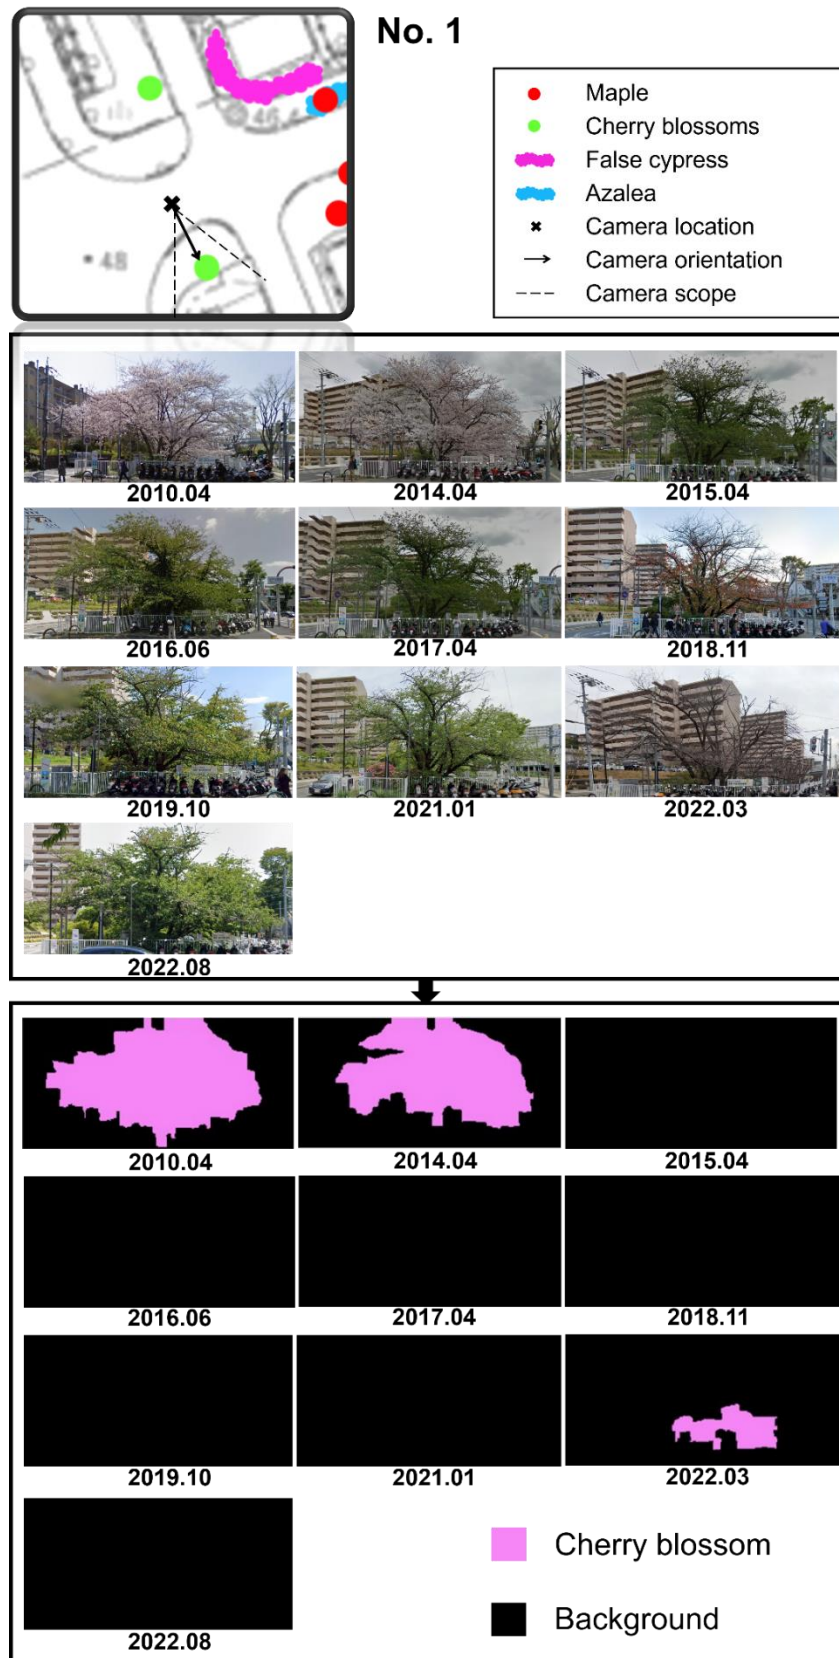 No. 1
46.4
48
Maple
Cherry blossoms
False cypress
Azalea
Camera location
Camera orientation
Camera scope
2010.04
2014.04
2015.04
2016.06
2017.04
2018.11
2019.10
2021.01
2022.03
2022.08
2010.04
2014.04
2015.04
2016.06
2017.04
2018.11
2019.10
2021.01
2022.03
2022.08
Cherry blossom
Background